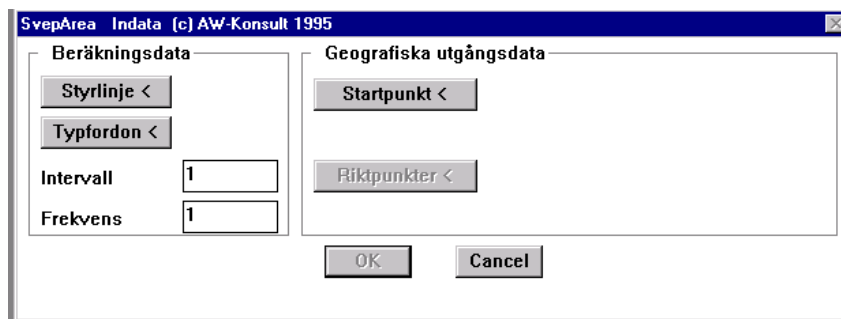 SvepArea Indata (c) AW-Konsult 1995
Beräkningsdata
Styrlinje <
Typfordon <
Intervall 1
Frekvens 1
Geografiska utgångsdata
Startpunkt <
Riktpunkter <
OK Cancel